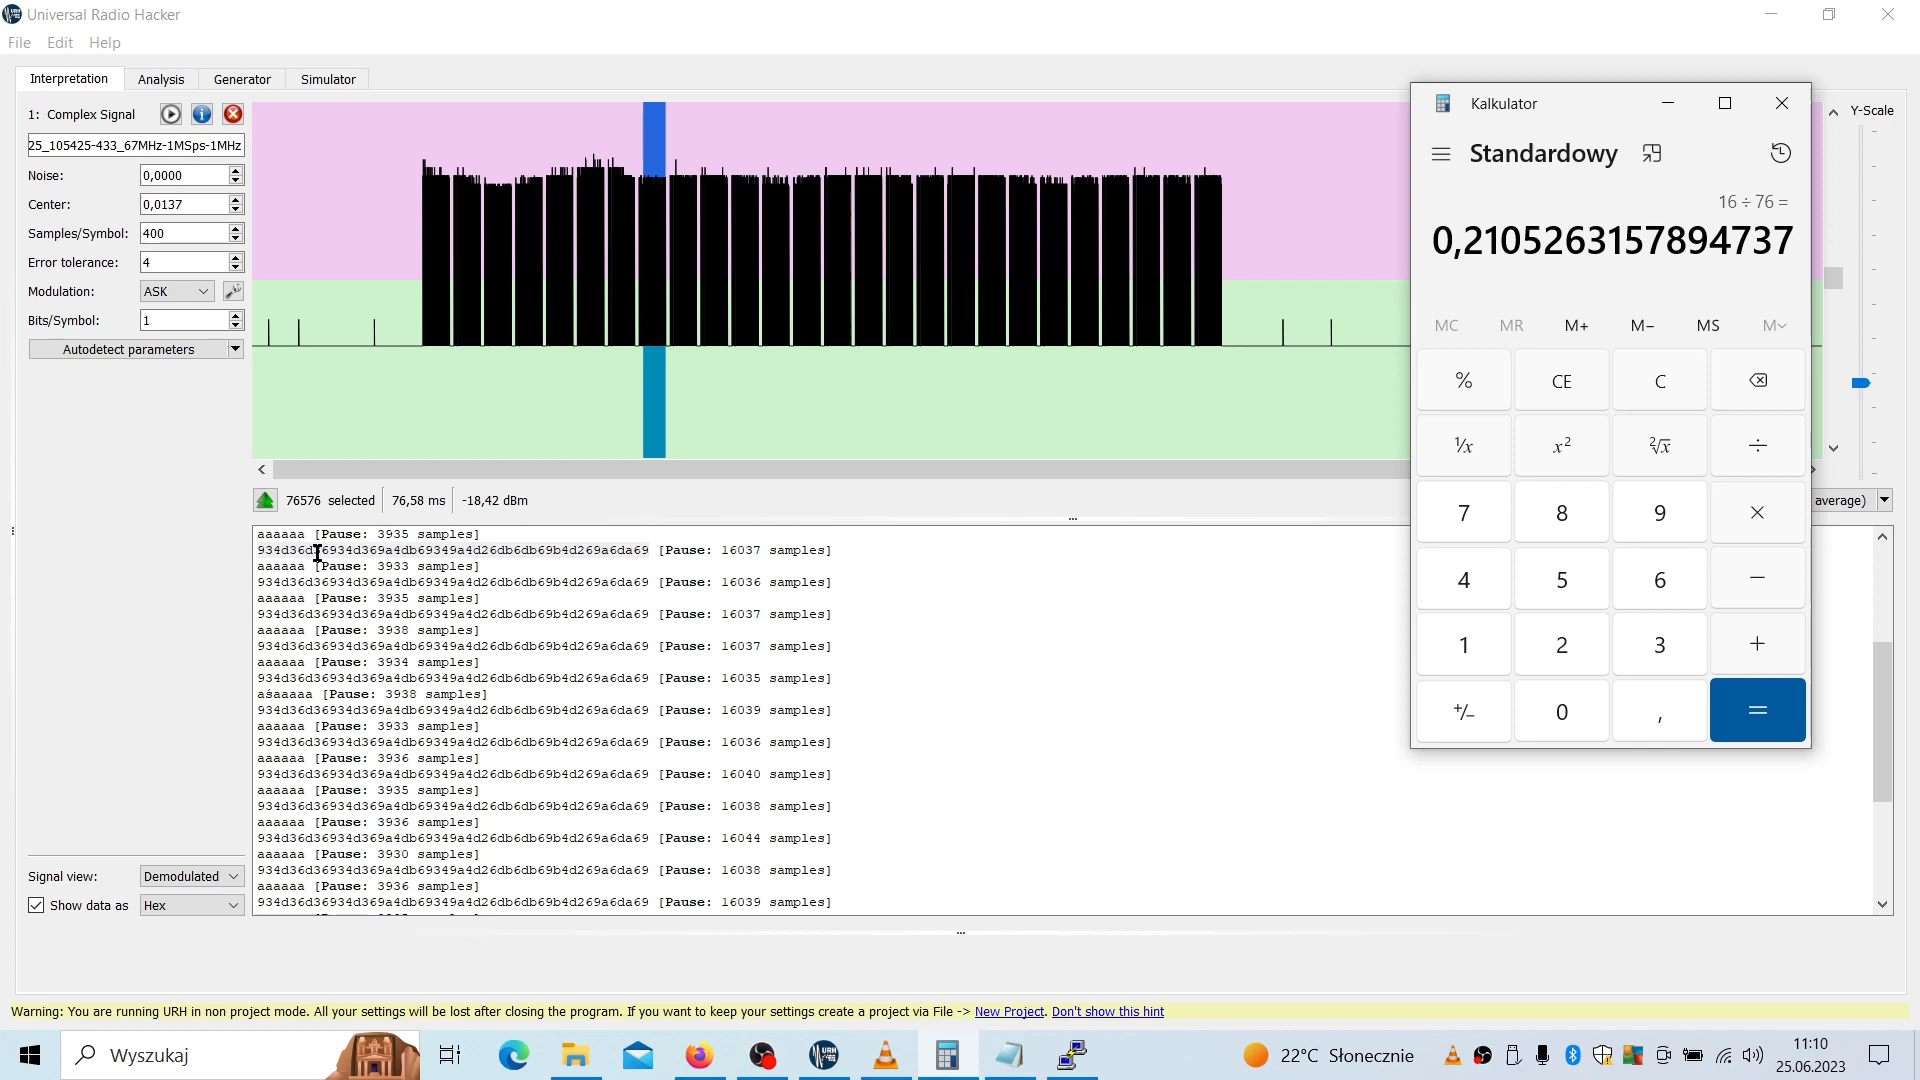 Universal Radio Hacker
File Edit Help
Interpretation Analysis Generator Simulator
1: Complex Signal
25_105425-433_67MHz-1MSps-1MHz
Noise: 0,0000
Center: 0,0137
Samples/Symbol: 400
Error tolerance: 4
Modulation: ASK
Bits/Symbol: 1
Autodetect parameters
Y-Scale
76576 selected 76,58 ms -18,42 dBm
average)
aaaaaa [Pause: 3935 samples]
934d36d36934d369a4db69349a4d26db6db69b4d269a6da69 [Pause: 16037 samples]
aaaaaa [Pause: 3933 samples]
934d36d36934d369a4db69349a4d26db6db69b4d269a6da69 [Pause: 16036 samples]
aaaaaa [Pause: 3935 samples]
934d36d36934d369a4db69349a4d26db6db69b4d269a6da69 [Pause: 16037 samples]
aaaaaa [Pause: 3938 samples]
934d36d36934d369a4db69349a4d26db6db69b4d269a6da69 [Pause: 16037 samples]
aaaaaa [Pause: 3934 samples]
934d36d36934d369a4db69349a4d26db6db69b4d269a6da69 [Pause: 16035 samples]
aśaaaaa [Pause: 3938 samples]
934d36d36934d369a4db69349a4d26db6db69b4d269a6da69 [Pause: 16039 samples]
aaaaaa [Pause: 3933 samples]
934d36d36934d369a4db69349a4d26db6db69b4d269a6da69 [Pause: 16036 samples]
aaaaaa [Pause: 3936 samples]
934d36d36934d369a4db69349a4d26db6db69b4d269a6da69 [Pause: 16040 samples]
aaaaaa [Pause: 3935 samples]
934d36d36934d369a4db69349a4d26db6db69b4d269a6da69 [Pause: 16038 samples]
aaaaaa [Pause: 3936 samples]
934d36d36934d369a4db69349a4d26db6db69b4d269a6da69 [Pause: 16044 samples]
aaaaaa [Pause: 3930 samples]
934d36d36934d369a4db69349a4d26db6db69b4d269a6da69 [Pause: 16038 samples]
aaaaaa [Pause: 3936 samples]
934d36d36934d369a4db69349a4d26db6db69b4d269a6da69 [Pause: 16039 samples]
Signal view: Demodulated
Show data as Hex
Kalkulator
Standardowy
16 ÷ 76 =
0,2105263157894737
MC MR M+ M− MS M
% CE C
¹⁄x x² ²√x ÷
7 8 9 ×
4 5 6 −
1 2 3 +
+/− 0 , =
Warning: You are running URH in non project mode. All your settings will be lost after closing the program. If you want to keep your settings create a project via File -> New Project. Don't show this hint
Wyszukaj
URH
22°C Słonecznie
11:10
25.06.2023